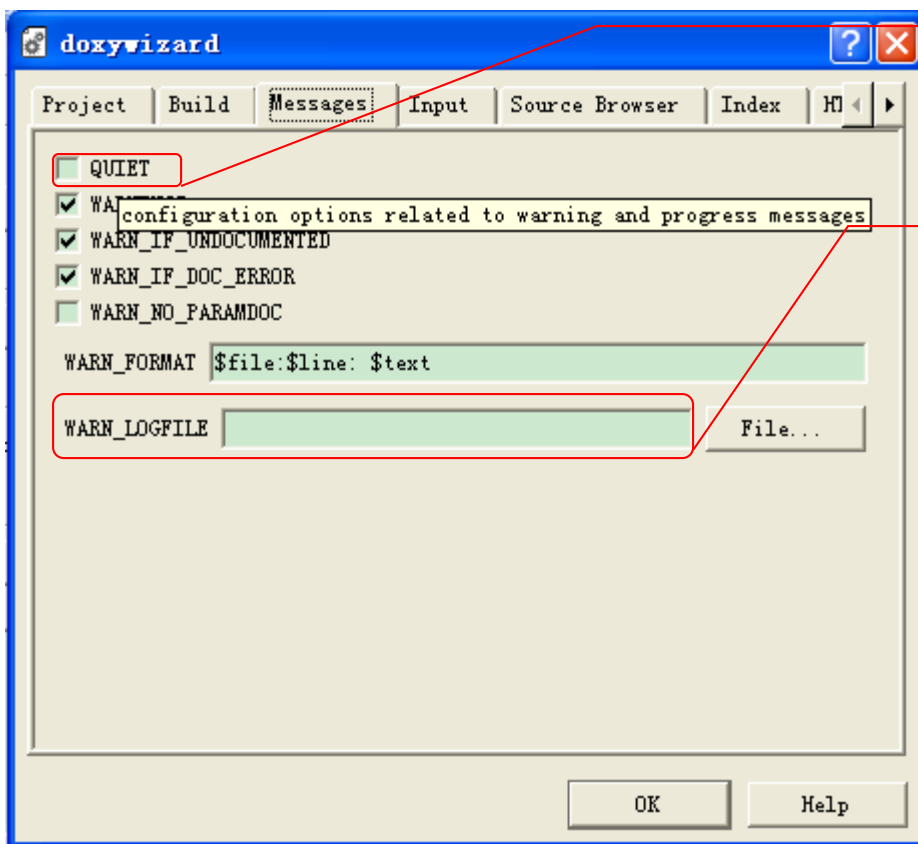 doxywizard
Project Build Messages Input Source Browser Index
QUIET
configuration options related to warning and progress messages
WARN_IF_UNDOCUMENTED
WARN_IF_DOC_ERROR
WARN_NO_PARAMDOC
WARN_FORMAT $file:$line: $text
WARN_LOGFILE File...
OK Help